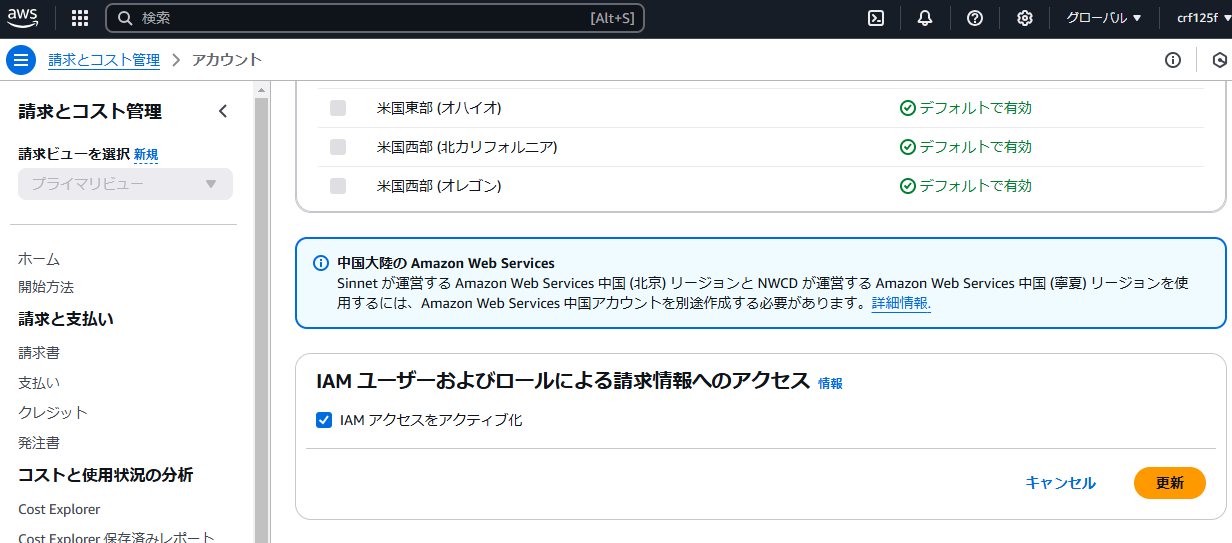 aws
検索
[Alt+S]
グローバル
crf125f
請求とコスト管理
アカウント
請求とコスト管理
請求ビューを選択 新規
プライマリビュー
ホーム
開始方法
請求と支払い
請求書
支払い
クレジット
発注書
コストと使用状況の分析
Cost Explorer
Cost Explorer 保存済みレポート
米国東部 (オハイオ)
デフォルトで有効
米国西部 (北カリフォルニア)
デフォルトで有効
米国西部 (オレゴン)
デフォルトで有効
中国大陸の Amazon Web Services
Sinnet が運営する Amazon Web Services 中国 (北京) リージョンと NWCD が運営する Amazon Web Services 中国 (寧夏) リージョンを使
用するには、Amazon Web Services 中国アカウントを別途作成する必要があります。詳細情報.
IAM ユーザーおよびロールによる請求情報へのアクセス 情報
IAM アクセスをアクティブ化
キャンセル
更新